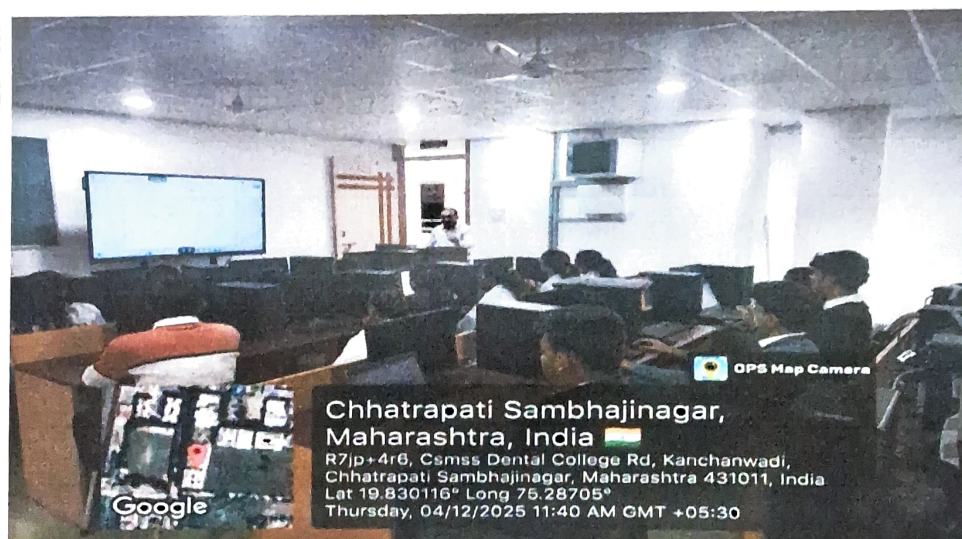 GPS Map Camera
Chhatrapati Sambhajinagar,
Maharashtra, India
R7jp+4r6, Csmss Dental College Rd, Kanchanwadi,
Chhatrapati Sambhajinagar, Maharashtra 431011, India
Lat 19.830116° Long 75.28705°
Thursday, 04/12/2025 11:40 AM GMT +05:30
Google